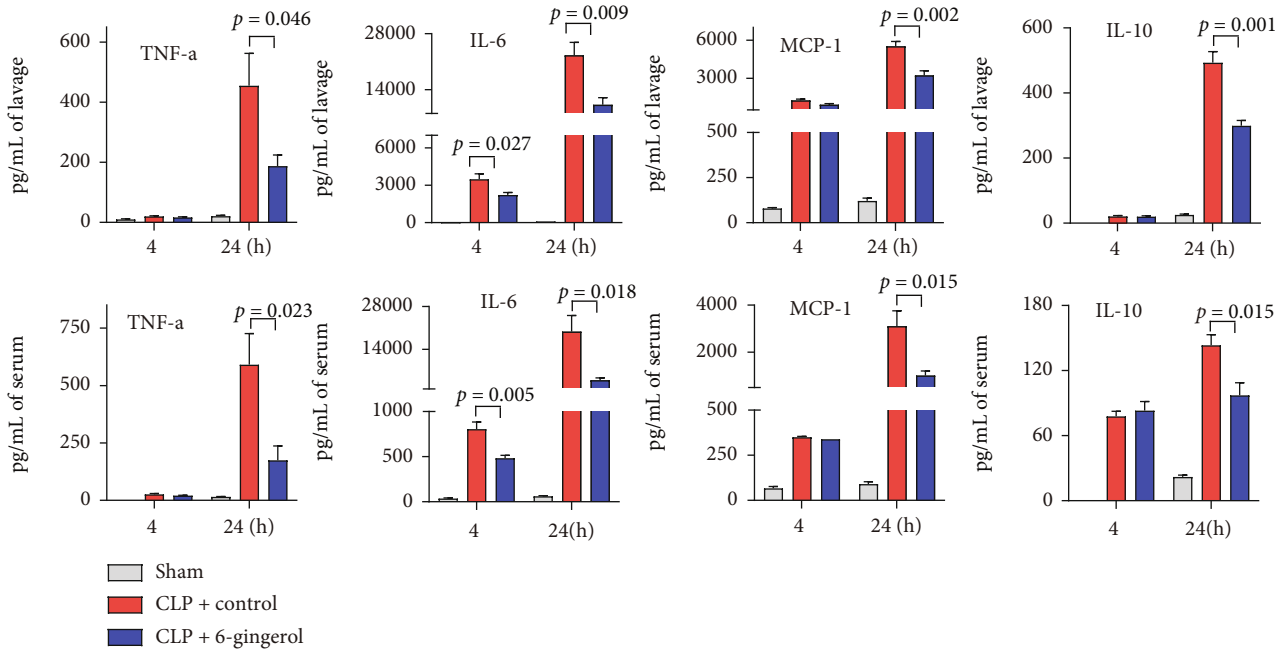 TNF-a
p = 0.046
pg/mL of lavage
600
400
200
0
4
24 (h)
IL-6
p = 0.009
p = 0.027
pg/mL of lavage
28000
14000
6000
3000
0
4
24 (h)
MCP-1
p = 0.002
pg/mL of lavage
6000
3000
500
250
0
4
24 (h)
IL-10
p = 0.001
pg/mL of lavage
600
400
200
0
4
24 (h)
TNF-a
p = 0.023
pg/mL of serum
750
500
250
0
4
24 (h)
IL-6
p = 0.018
p = 0.005
pg/mL of serum
28000
14000
1000
500
0
4
24(h)
MCP-1
p = 0.015
pg/mL of serum
4000
2000
500
250
0
4
24 (h)
IL-10
p = 0.015
pg/mL of serum
180
120
60
0
4
24 (h)
Sham
CLP + control
CLP + 6-gingerol